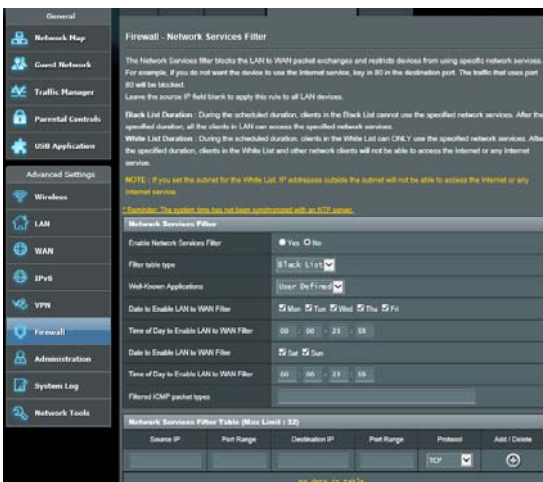 General
Network Map
Guest Network
Traffic Manager
Parental Controls
USB Application
Advanced Settings
Wireless
LAN
WAN
IPv6
VPN
Firewall
Administration
System Log
Network Tools
Firewall - Network Services Filter
The Network Services filter blocks the LAN to WAN packet exchanges and restricts devices from using specific network services.
For example, if you do not want the device to use the Internet service, key in 80 in the destination port. The traffic that uses port
80 will be blocked.
Leave the source IP field blank to apply this rule to all LAN devices.
Black List Duration : During the scheduled duration, clients in the Black List cannot use the specified network services. After the
specified duration, all the clients in LAN can access the specified network services.
White List Duration : During the scheduled duration, clients in the White List can ONLY use the specified network services. After
the specified duration, clients in the White List and other network clients will not be able to access the Internet or any Internet
service.
NOTE : If you set the subnet for the White List, IP addresses outside the subnet will not be able to access the Internet or any
Internet service.
* Reminder: The system time has not been synchronized with an NTP server.
Network Services Filter
Enable Network Services Filter Yes No
Filter table type Black List
Well-Known Applications User Defined
Date to Enable LAN to WAN Filter Mon Tue Wed Thu Fri
Time of Day to Enable LAN to WAN Filter 00 : 00 - 23 : 59
Date to Enable LAN to WAN Filter Sat Sun
Time of Day to Enable LAN to WAN Filter 00 : 00 - 23 : 59
Filtered ICMP packet types
Network Services Filter Table (Max Limit : 32)
Source IP Port Range Destination IP Port Range Protocol Add / Delete
TCP
No data in table.